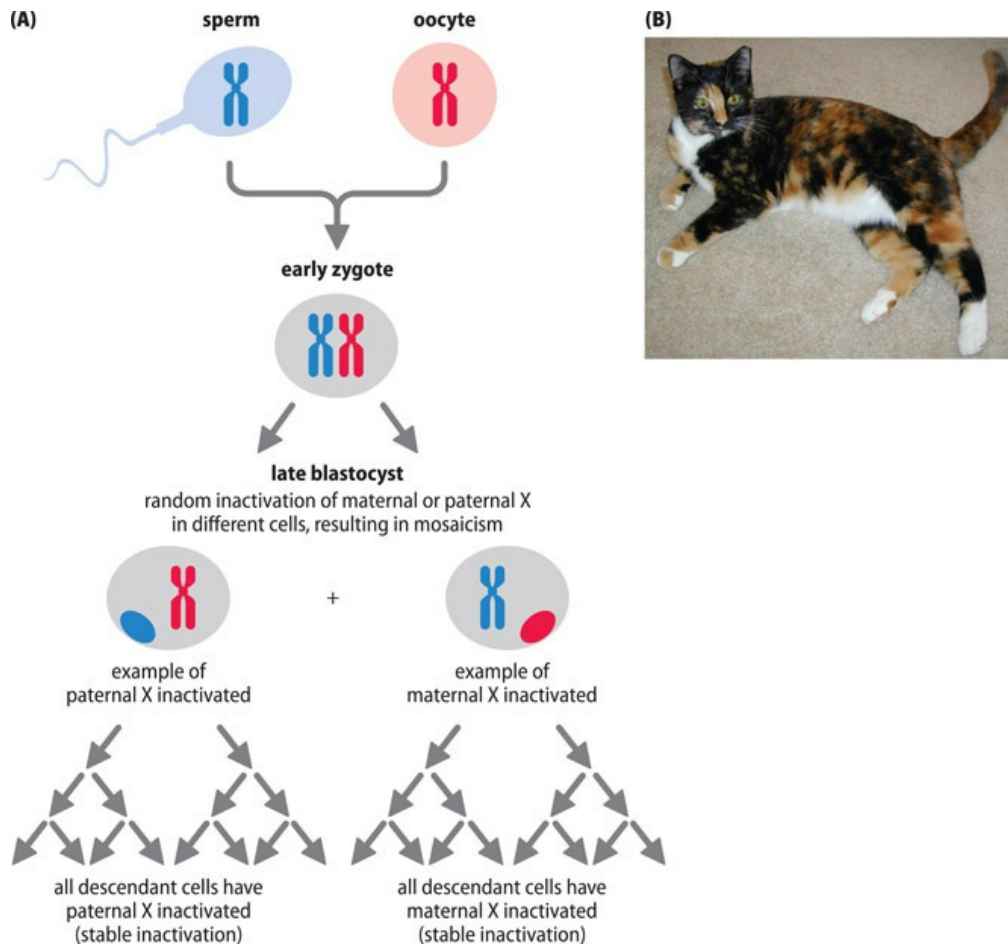 (A)
sperm
oocyte
(B)
early zygote
late blastocyst
random inactivation of maternal or paternal X
in different cells, resulting in mosaicism
+
example of
paternal X inactivated
example of
maternal X inactivated
all descendant cells have
paternal X inactivated
(stable inactivation)
all descendant cells have
maternal X inactivated
(stable inactivation)